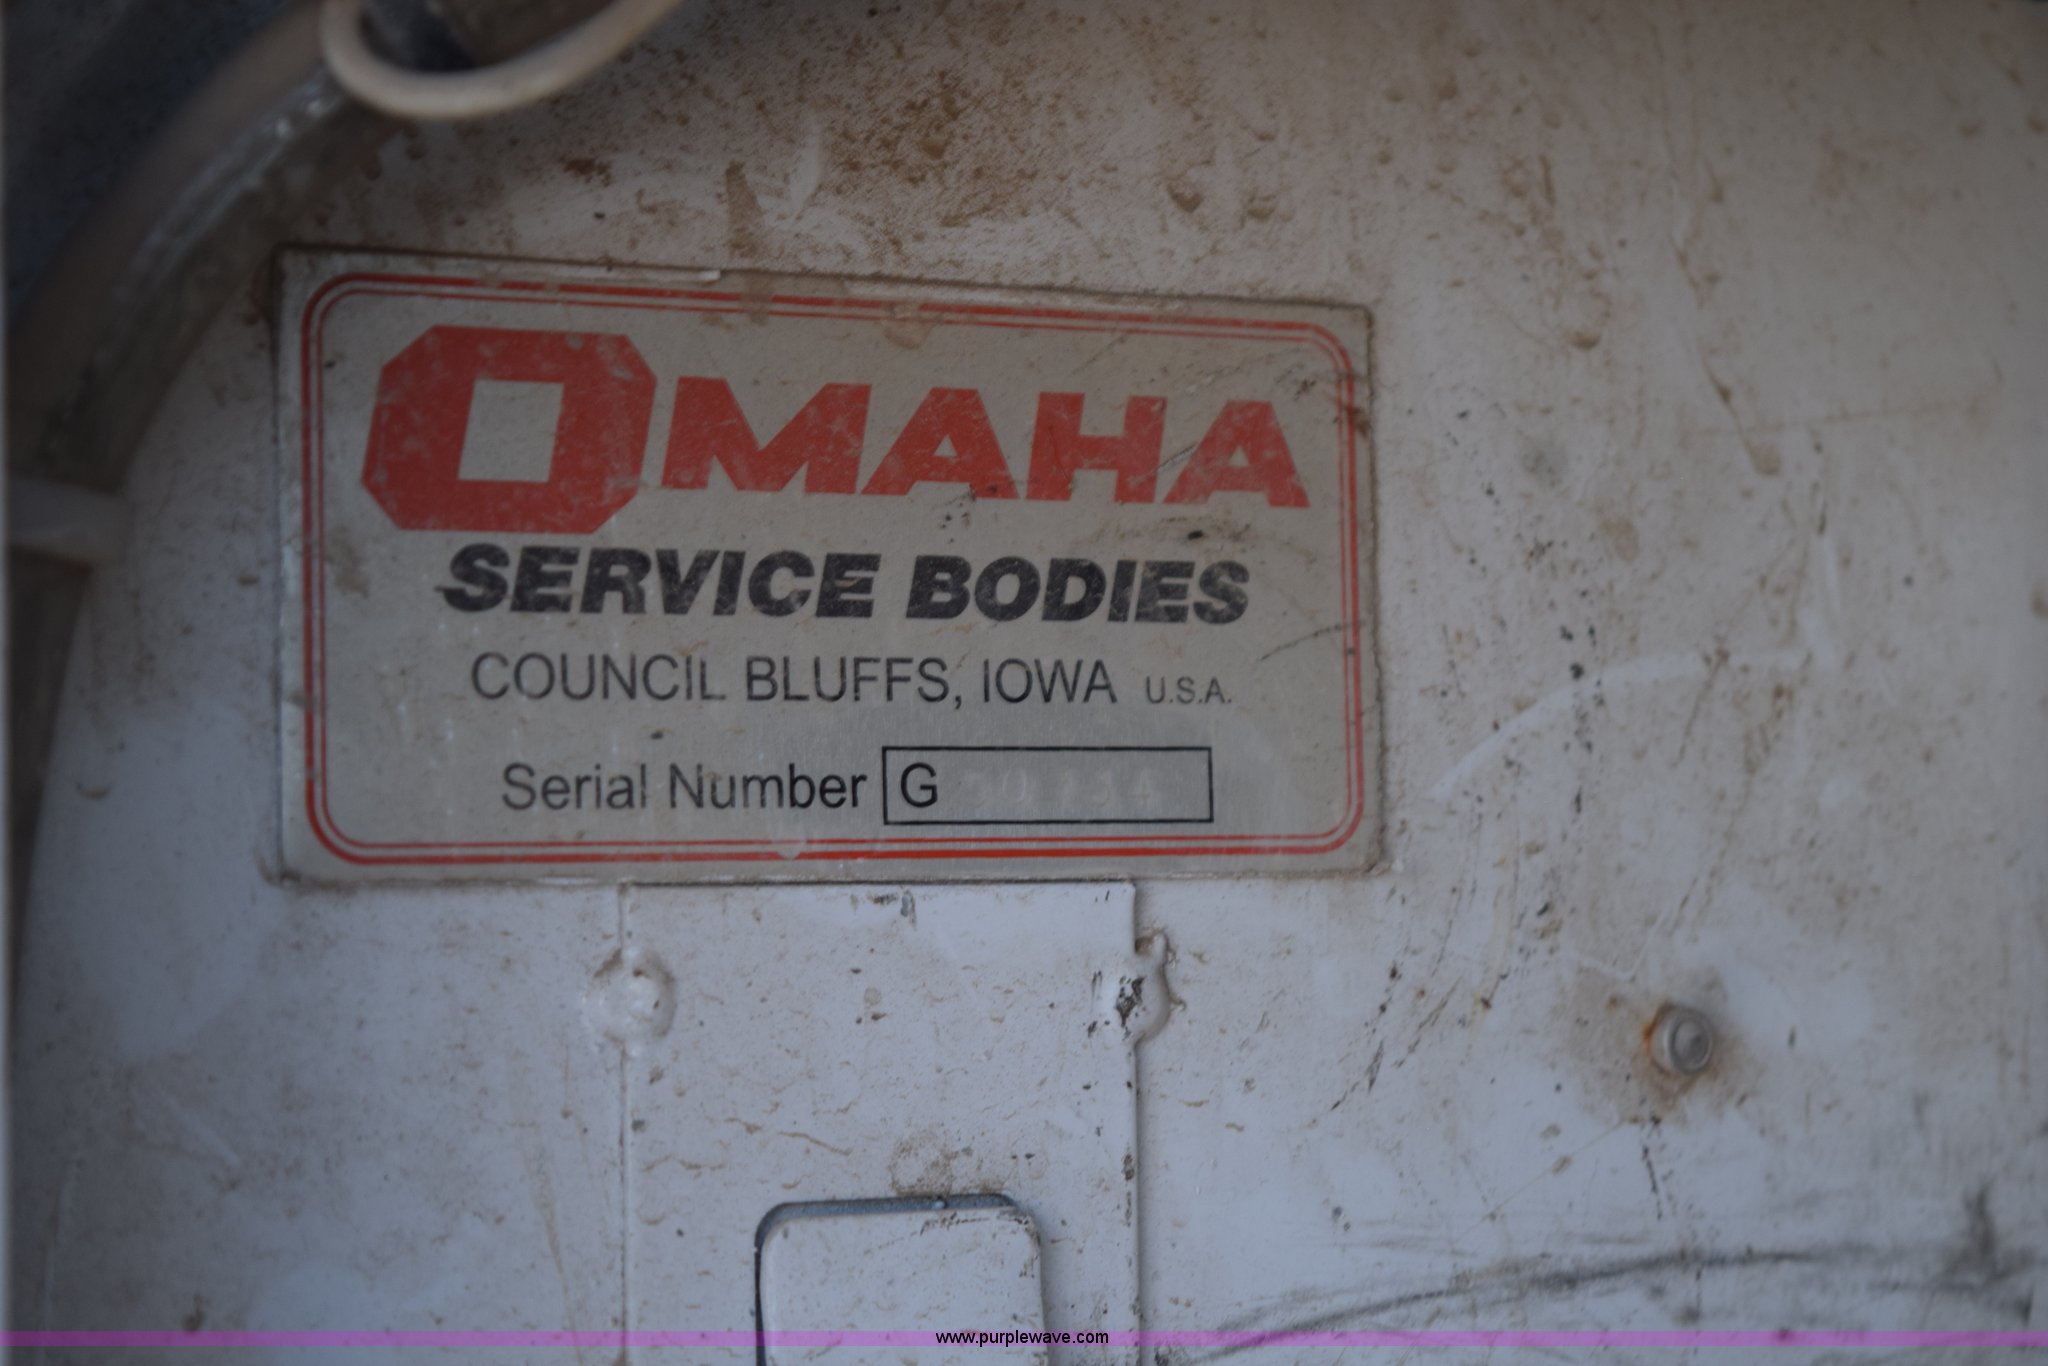 OMAHA
SERVICE BODIES
COUNCIL BLUFFS, IOWA U.S.A.
Serial Number G
www.purplewave.com